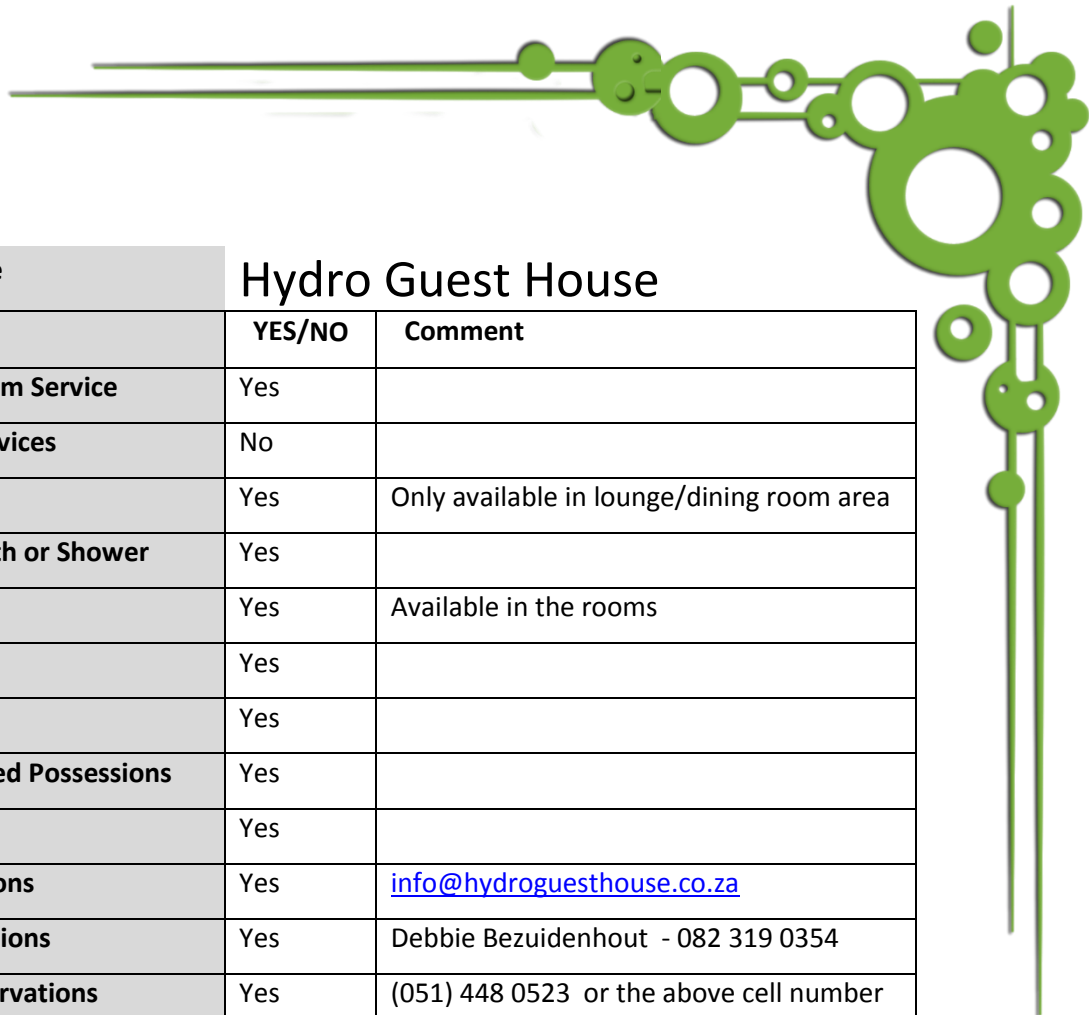 e Hydro Guest House
YES/NO Comment
m Service Yes
vices No
Yes Only available in lounge/dining room area
th or Shower Yes
Yes Available in the rooms
Yes
Yes
ed Possessions Yes
Yes
ons Yes info@hydroguesthouse.co.za
ions Yes Debbie Bezuidenhout - 082 319 0354
rvations Yes (051) 448 0523 or the above cell number